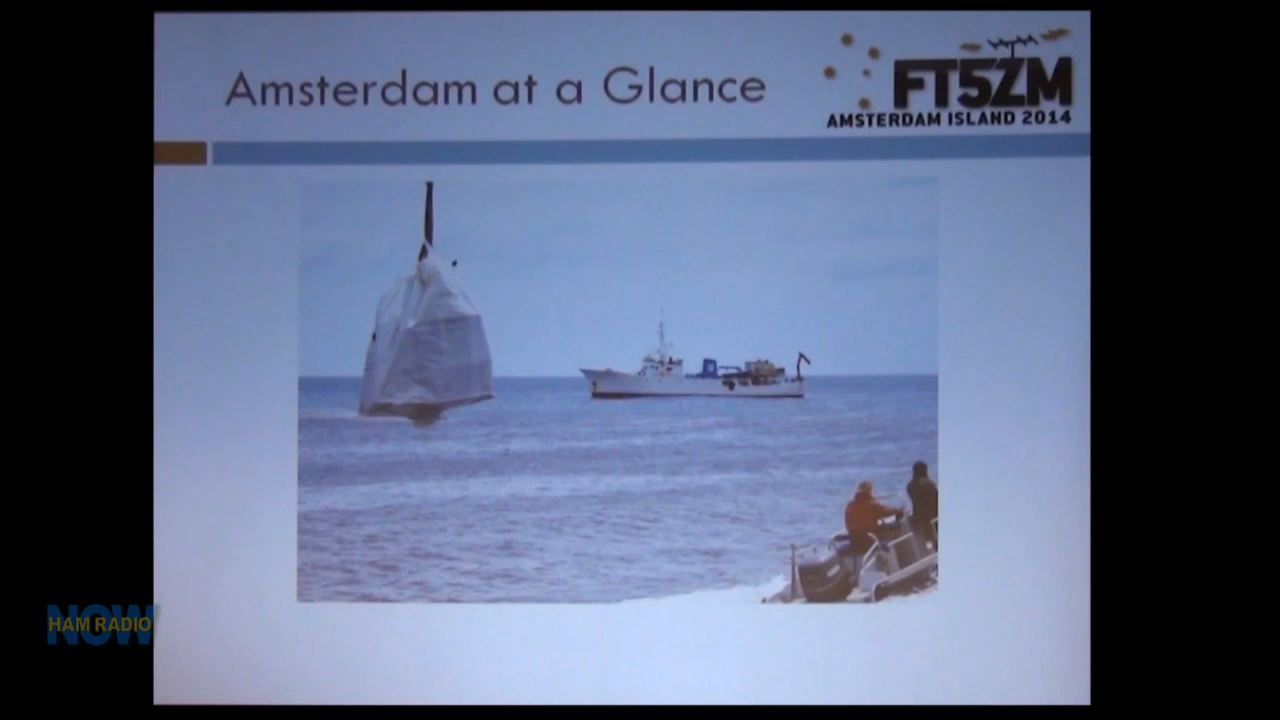 Amsterdam at a Glance
FT5ZM
AMSTERDAM ISLAND 2014
HAM RADIO
NOW